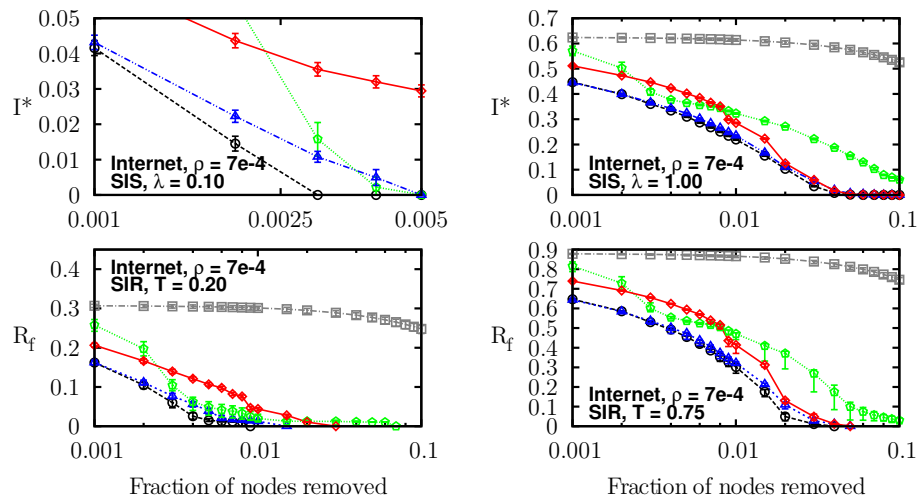 0.05
0.04
0.03
0.02
0.01
0
I*
Internet, ρ = 7e-4
SIS, λ = 0.10
0.001
0.0025
0.005
0.7
0.6
0.5
0.4
0.3
0.2
0.1
0
I*
Internet, ρ = 7e-4
SIS, λ = 1.00
0.001
0.01
0.1
0.4
0.3
0.2
0.1
0
R_f
Internet, ρ = 7e-4
SIR, T = 0.20
0.001
0.01
0.1
Fraction of nodes removed
0.9
0.8
0.7
0.6
0.5
0.4
0.3
0.2
0.1
0
R_f
Internet, ρ = 7e-4
SIR, T = 0.75
0.001
0.01
0.1
Fraction of nodes removed